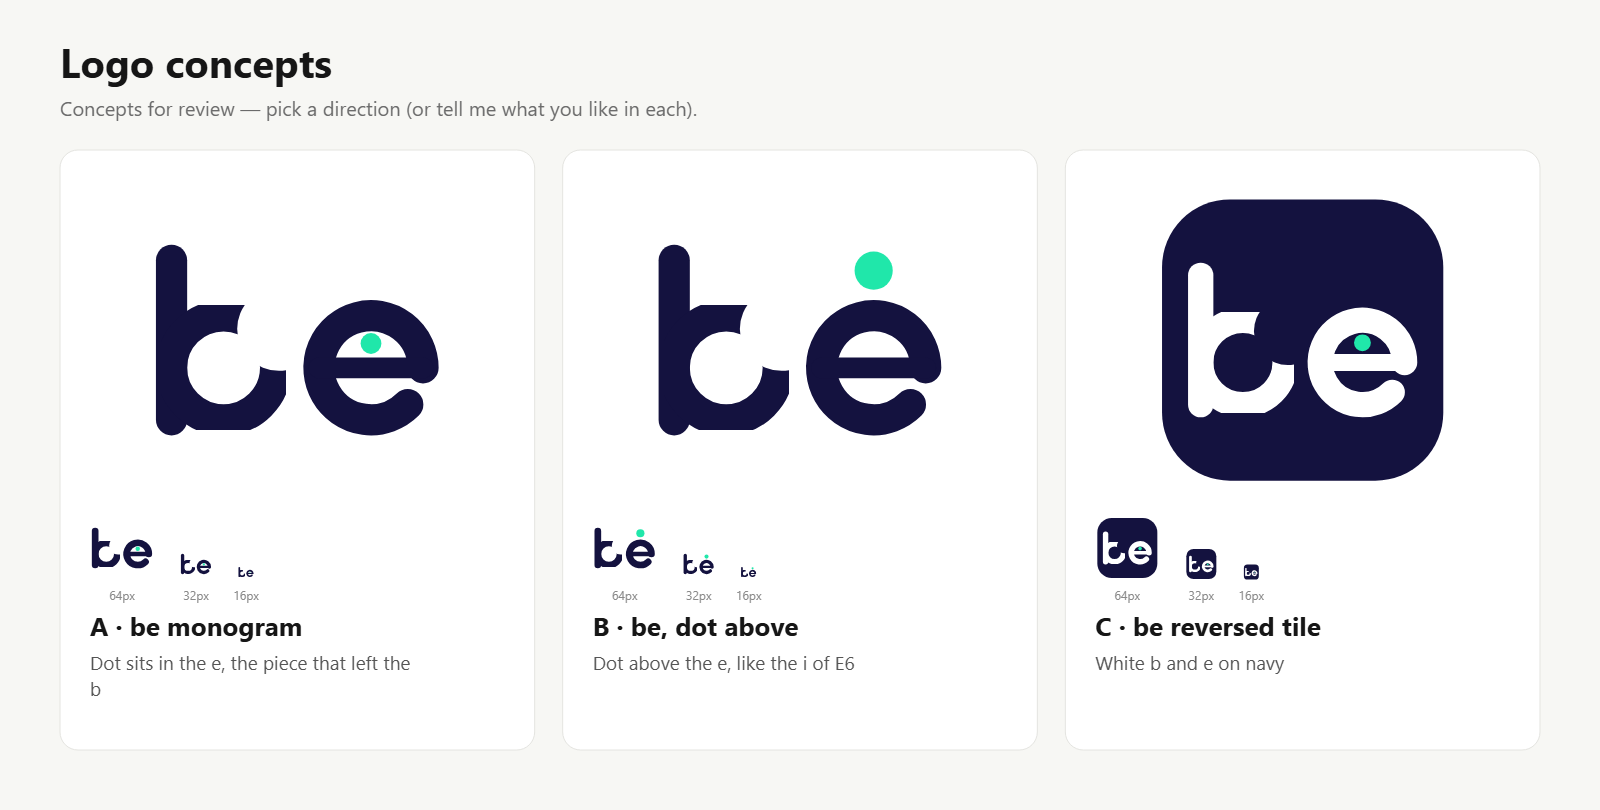 Logo concepts
Concepts for review — pick a direction (or tell me what you like in each).
be
bė
be
be
be
be
64px
32px
16px
bė
bė
bė
64px
32px
16px
be
be
be
64px
32px
16px
A · be monogram
Dot sits in the e, the piece that left the
b
B · be, dot above
Dot above the e, like the i of E6
C · be reversed tile
White b and e on navy